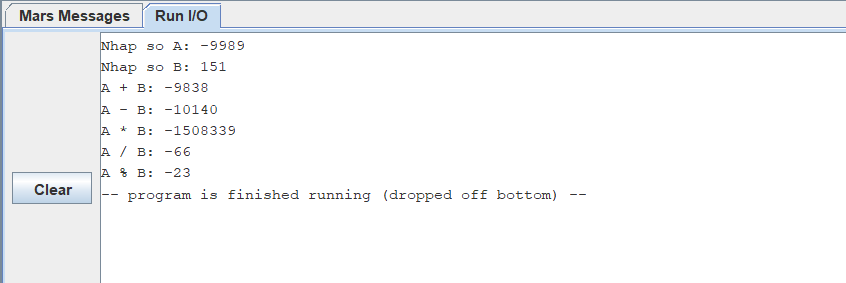 Mars Messages Run I/O
Nhap so A: -9989
Nhap so B: 151
A + B: -9838
A - B: -10140
A * B: -1508339
A / B: -66
A % B: -23
-- program is finished running (dropped off bottom) --
Clear